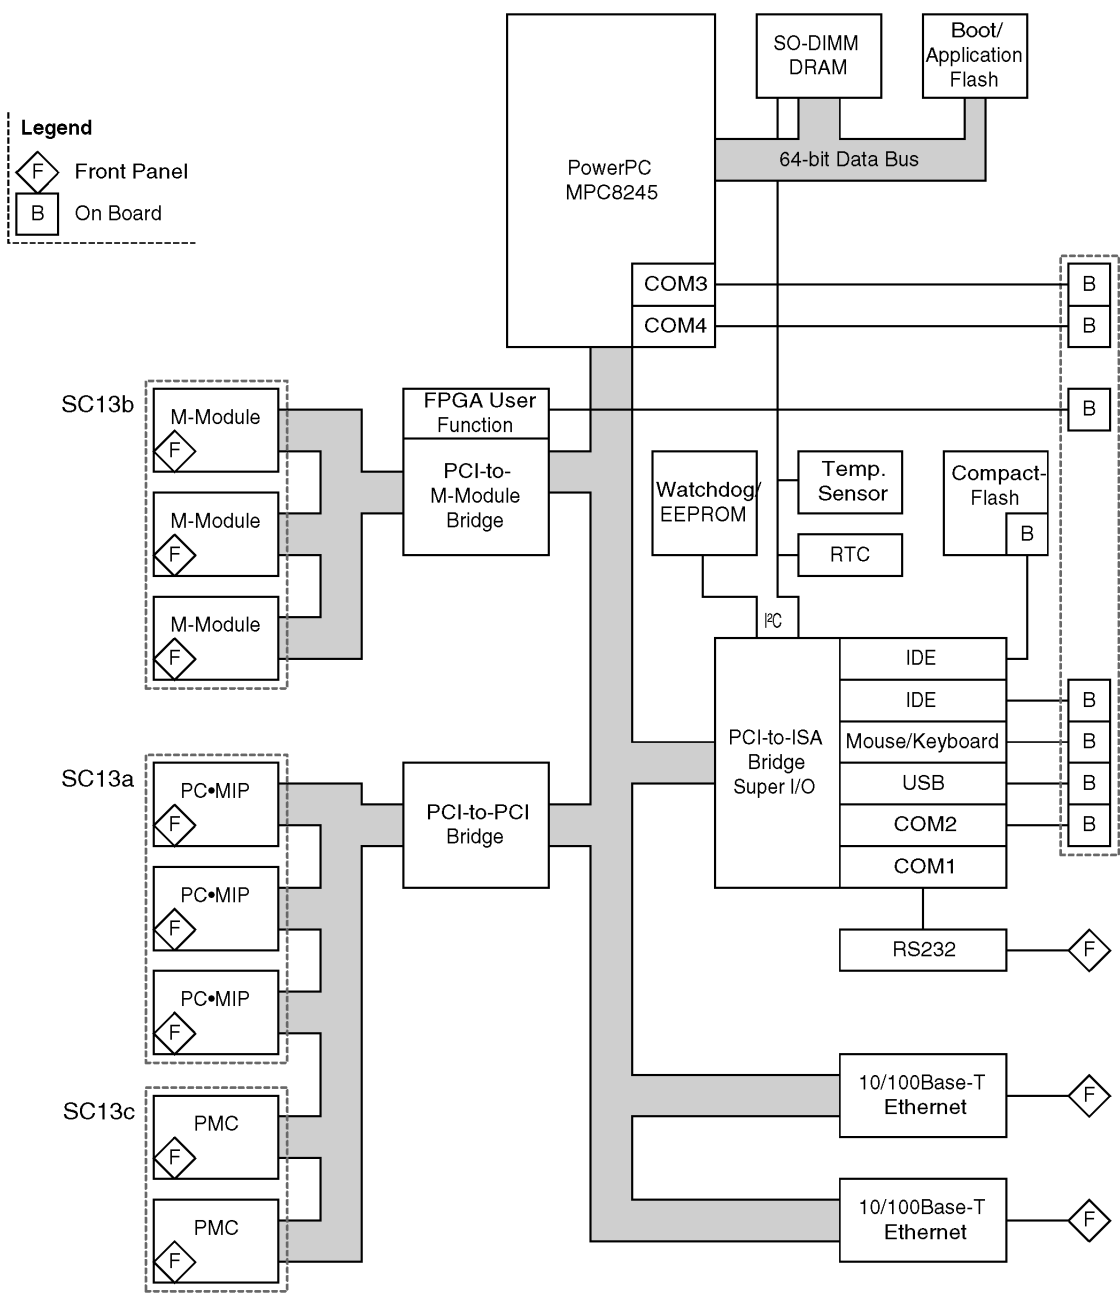 SO-DIMM
DRAM
Boot/
Application
Flash
Legend
F Front Panel
B On Board
64-bit Data Bus
PowerPC
MPC8245
COM3
B
COM4
B
SC13b
M-Module
F
M-Module
F
M-Module
F
FPGA User
Function
B
PCI-to-
M-Module
Bridge
Watchdog/
EEPROM
Temp.
Sensor
RTC
Compact-
Flash
B
I²C
PCI-to-ISA
Bridge
Super I/O
IDE
IDE
B
Mouse/Keyboard
B
USB
B
COM2
B
COM1
RS232
F
SC13a
PC•MIP
F
PC•MIP
F
PC•MIP
F
PCI-to-PCI
Bridge
SC13c
PMC
F
PMC
F
10/100Base-T
Ethernet
F
10/100Base-T
Ethernet
F